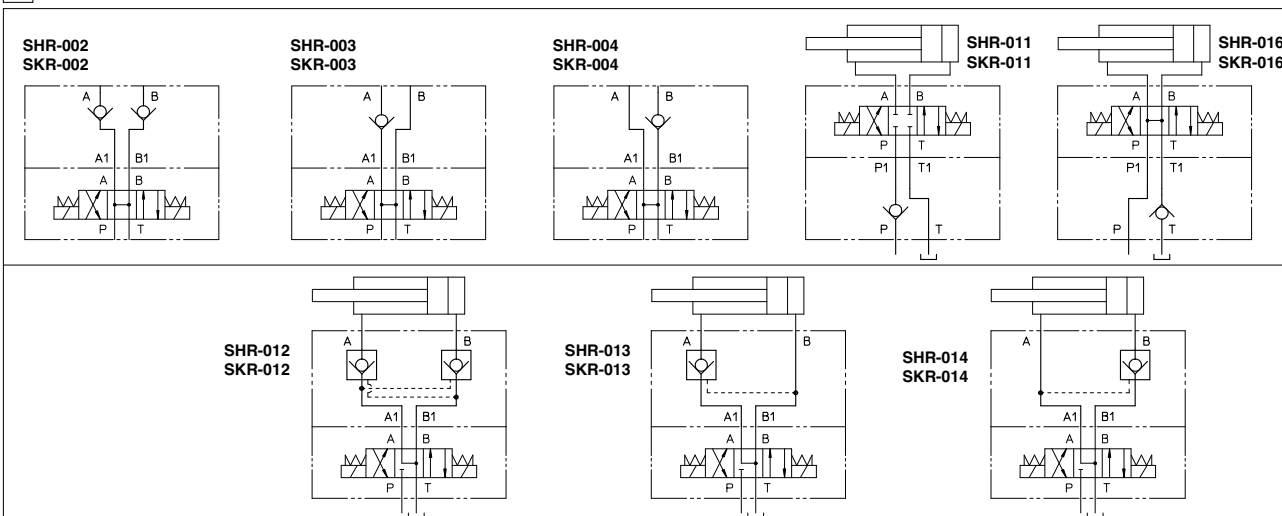 SHR-002
SKR-002
A B
A1 B1
A B
P T
SHR-003
SKR-003
A B
A1 B1
A B
P T
SHR-004
SKR-004
A B
A1 B1
A B
P T
SHR-011
SKR-011
A B
P T
P1 T1
P T
SHR-016
SKR-016
A B
P T
P1 T1
P T
SHR-012
SKR-012
A B
A1 B1
A B
P T
SHR-013
SKR-013
A B
A1 B1
A B
P T
SHR-014
SKR-014
A B
A1 B1
A B
P T